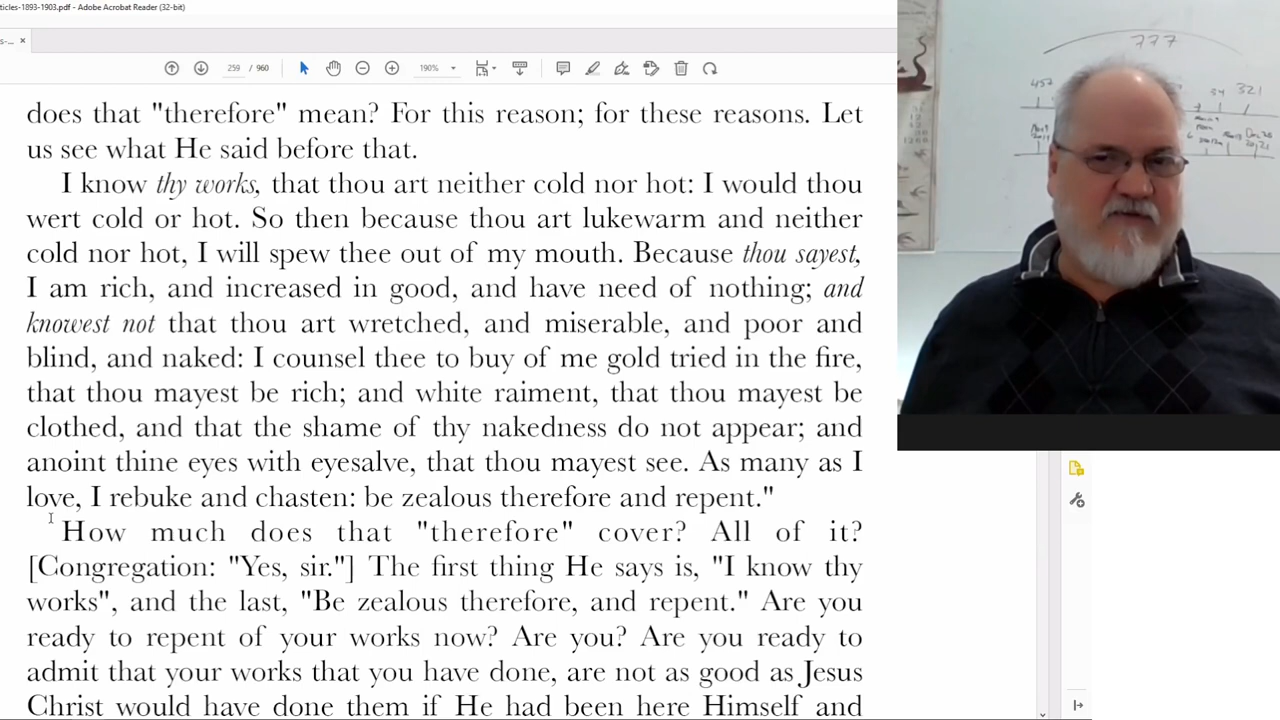 ticles-1893-1903.pdf - Adobe Acrobat Reader (32-bit)
s-...
259 / 960
190%
does that "therefore" mean? For this reason; for these reasons. Let
us see what He said before that.
I know thy works, that thou art neither cold nor hot: I would thou
wert cold or hot. So then because thou art lukewarm and neither
cold nor hot, I will spew thee out of my mouth. Because thou sayest,
I am rich, and increased in good, and have need of nothing; and
knowest not that thou art wretched, and miserable, and poor and
blind, and naked: I counsel thee to buy of me gold tried in the fire,
that thou mayest be rich; and white raiment, that thou mayest be
clothed, and that the shame of thy nakedness do not appear; and
anoint thine eyes with eyesalve, that thou mayest see. As many as I
love, I rebuke and chasten: be zealous therefore and repent."
How much does that "therefore" cover? All of it?
[Congregation: "Yes, sir."] The first thing He says is, "I know thy
works", and the last, "Be zealous therefore, and repent." Are you
ready to repent of your works now? Are you? Are you ready to
admit that your works that you have done, are not as good as Jesus
Christ would have done them if He had been here Himself and
777
457
34
321